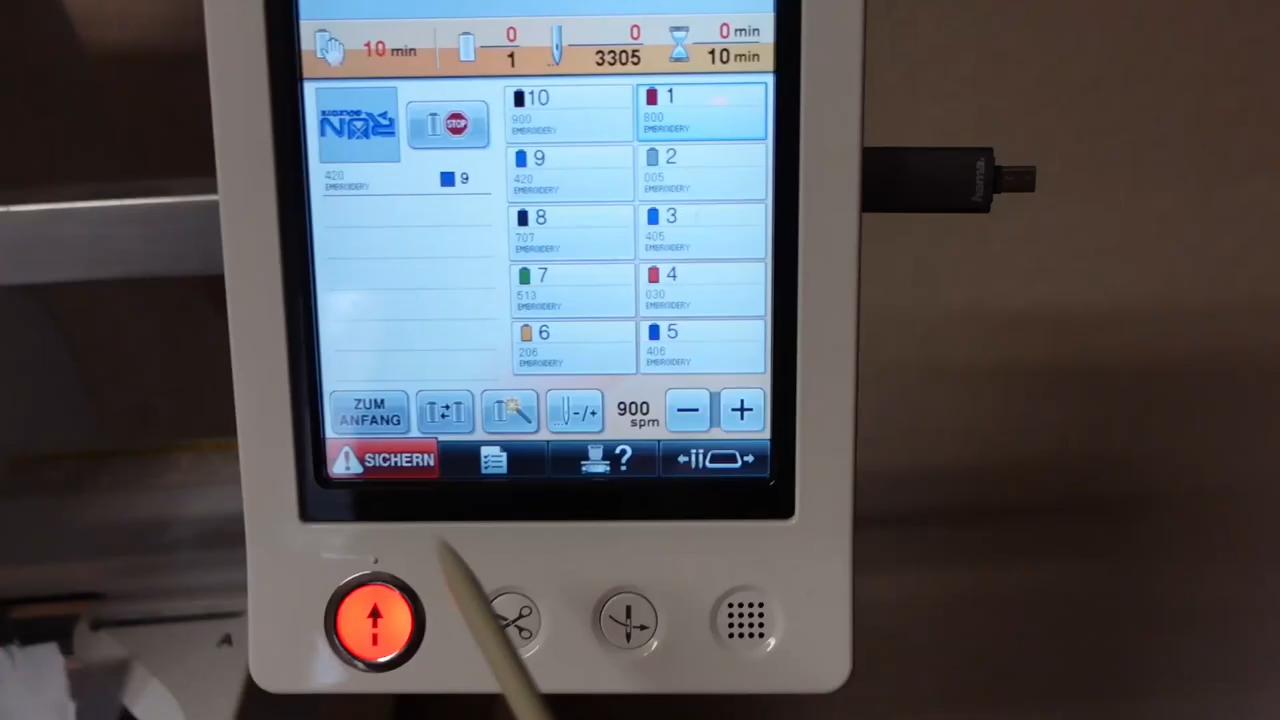 10 min 0 0 0 min
1 3305 10 min
STOP
420
EMBROIDERY
9
10
900
EMBROIDERY
1
800
EMBROIDERY
9
420
EMBROIDERY
2
005
EMBROIDERY
8
707
EMBROIDERY
3
405
EMBROIDERY
7
513
EMBROIDERY
4
030
EMBROIDERY
6
206
EMBROIDERY
5
406
EMBROIDERY
ZUM
ANFANG
-/+
900
spm
− +
SICHERN
?
hama.
A